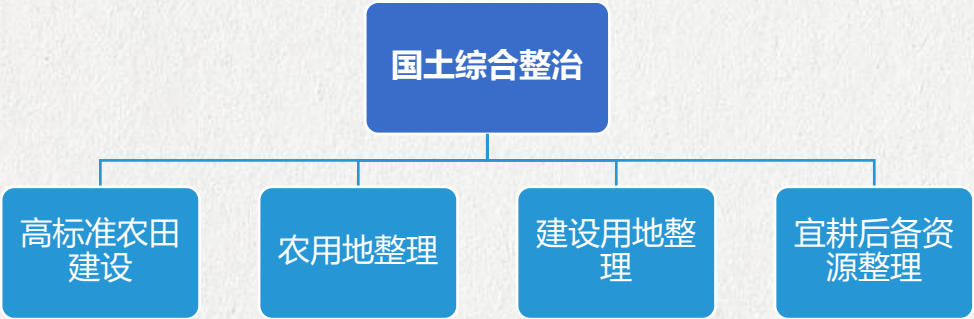 国土综合整治
高标准农田
建设
农用地整理
建设用地整
理
宜耕后备资
源整理